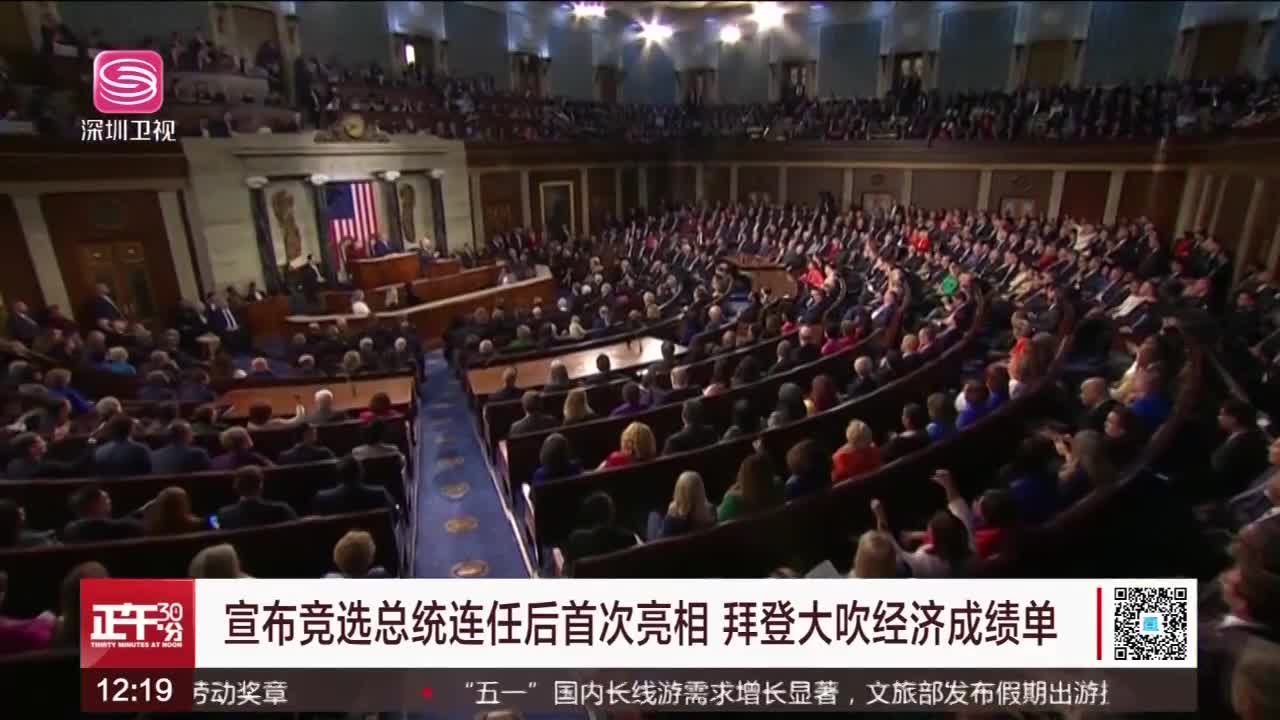 深圳卫视
正午30分
THIRTY MINUTES AT NOON
宣布竞选总统连任后首次亮相 拜登大吹经济成绩单
12:19
劳动奖章
“五一”国内长线游需求增长显著，文旅部发布假期出游